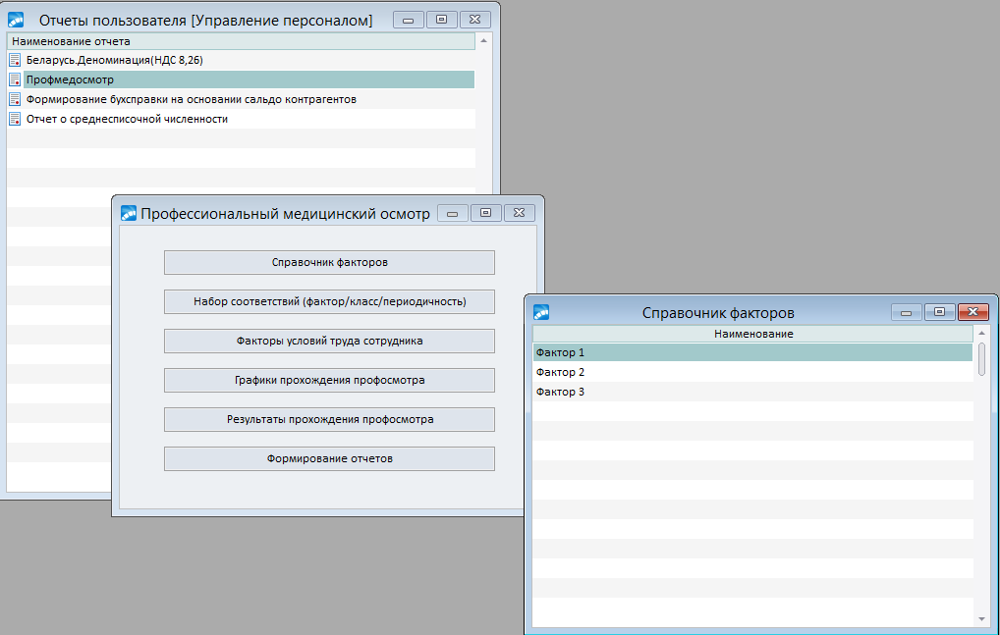 Отчеты пользователя [Управление персоналом]
Наименование отчета
Беларусь.Деноминация(НДС 8,26)
Профмедосмотр
Формирование бухсправки на основании сальдо контрагентов
Отчет о среднесписочной численности
Профессиональный медицинский осмотр
Справочник факторов
Набор соответствий (фактор/класс/периодичность)
Факторы условий труда сотрудника
Графики прохождения профосмотра
Результаты прохождения профосмотра
Формирование отчетов
Справочник факторов
Наименование
Фактор 1
Фактор 2
Фактор 3